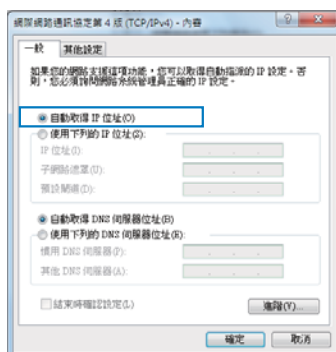 網際網路通訊協定第 4 版 (TCP/IPv4) - 內容
一般
其他設定
如果您的網路支援這項功能，您可以取得自動指派的 IP 設定。否
則，您必須詢問網路系統管理員正確的 IP 設定。
自動取得 IP 位址(O)
使用下列的 IP 位址(S):
IP 位址(I):
子網路遮罩(U):
預設閘道(D):
自動取得 DNS 伺服器位址(B)
使用下列的 DNS 伺服器位址(E):
慣用 DNS 伺服器(P):
其他 DNS 伺服器(A):
結束時確認設定(L)
進階(V)...
確定
取消